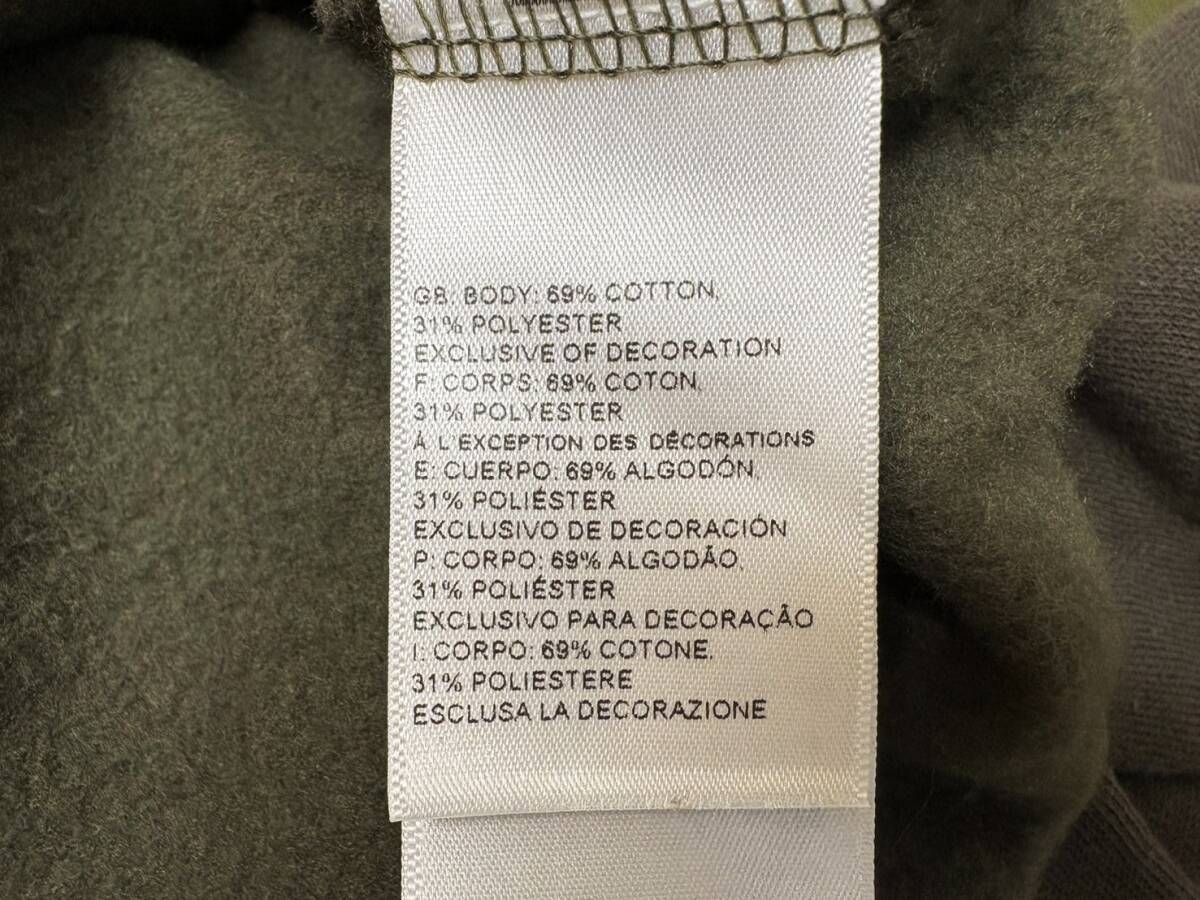 GB: BODY: 69% COTTON,
31% POLYESTER
EXCLUSIVE OF DECORATION
F: CORPS: 69% COTON,
31% POLYESTER
À L'EXCEPTION DES DÉCORATIONS
E: CUERPO: 69% ALGODÓN,
31% POLIÉSTER
EXCLUSIVO DE DECORACIÓN
P: CORPO: 69% ALGODÃO,
31% POLIÉSTER
EXCLUSIVO PARA DECORAÇÃO
I: CORPO: 69% COTONE,
31% POLIESTERE
ESCLUSA LA DECORAZIONE